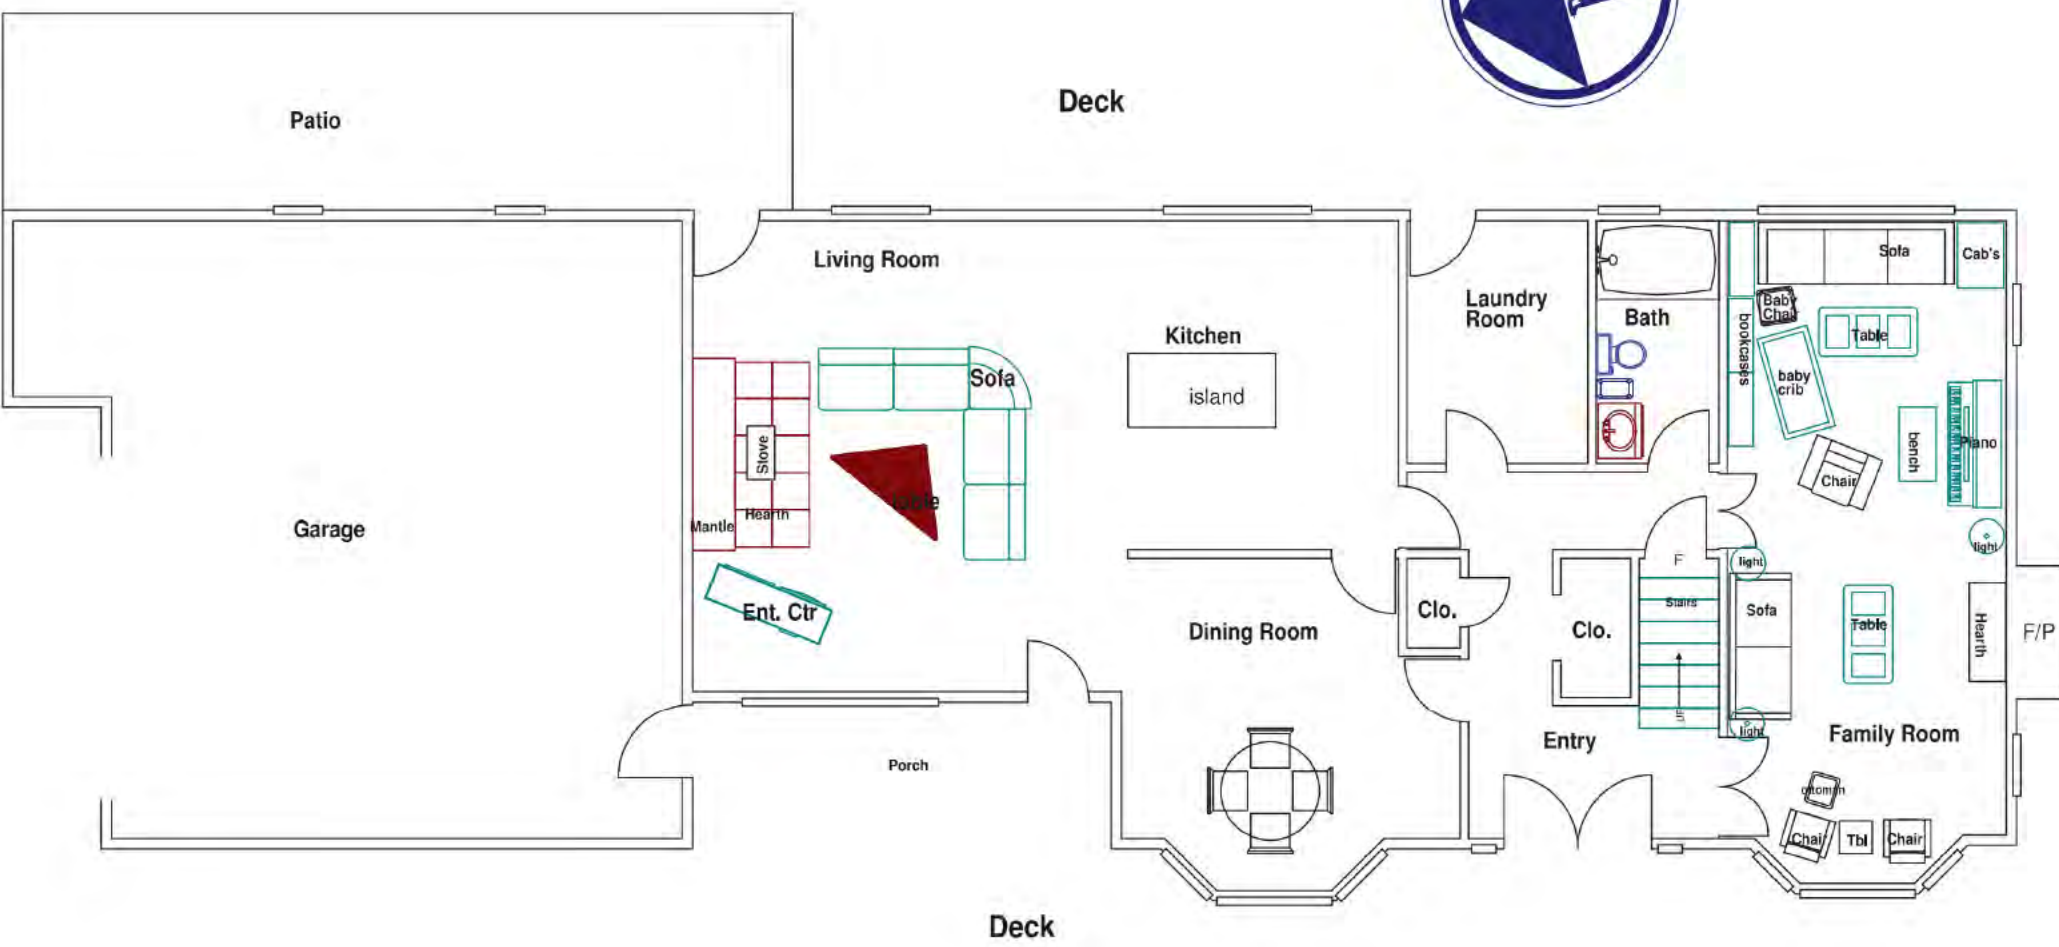 Deck
Patio
Living Room
Sofa
Laundry
Room
Bath
Sofa
Cab's
Baby
Chair
bookcases
Table
Kitchen
island
baby
crib
Stove
Mantle
Hearth
table
Piano
bench
Chair
Garage
light
F
light
Ent. Ctr
Clo.
Stairs
Sofa
Table
Hearth
F/P
Dining Room
Clo.
UP
light
Family Room
Entry
Porch
ottoman
Chair
Tbl
Chair
Deck